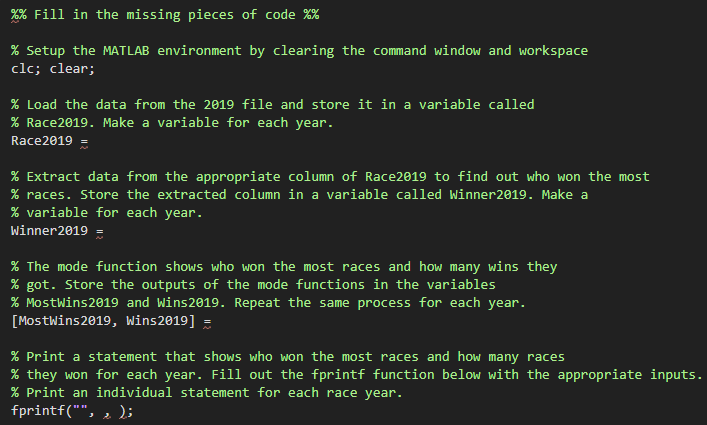 %% Fill in the missing pieces of code %%
% Setup the MATLAB environment by clearing the command window and workspace
clc; clear;
% Load the data from the 2019 file and store it in a variable called
% Race2019. Make a variable for each year.
Race2019 =
% Extract data from the appropriate column of Race2019 to find out who won the most
% races. Store the extracted column in a variable called Winner2019. Make a
% variable for each year.
Winner2019 =
% The mode function shows who won the most races and how many wins they
% got. Store the outputs of the mode functions in the variables
% MostWins2019 and Wins2019. Repeat the same process for each year.
[MostWins2019, Wins2019] =
% Print a statement that shows who won the most races and how many races
% they won for each year. Fill out the fprintf function below with the appropriate inputs.
% Print an individual statement for each race year.
fprintf("", , );